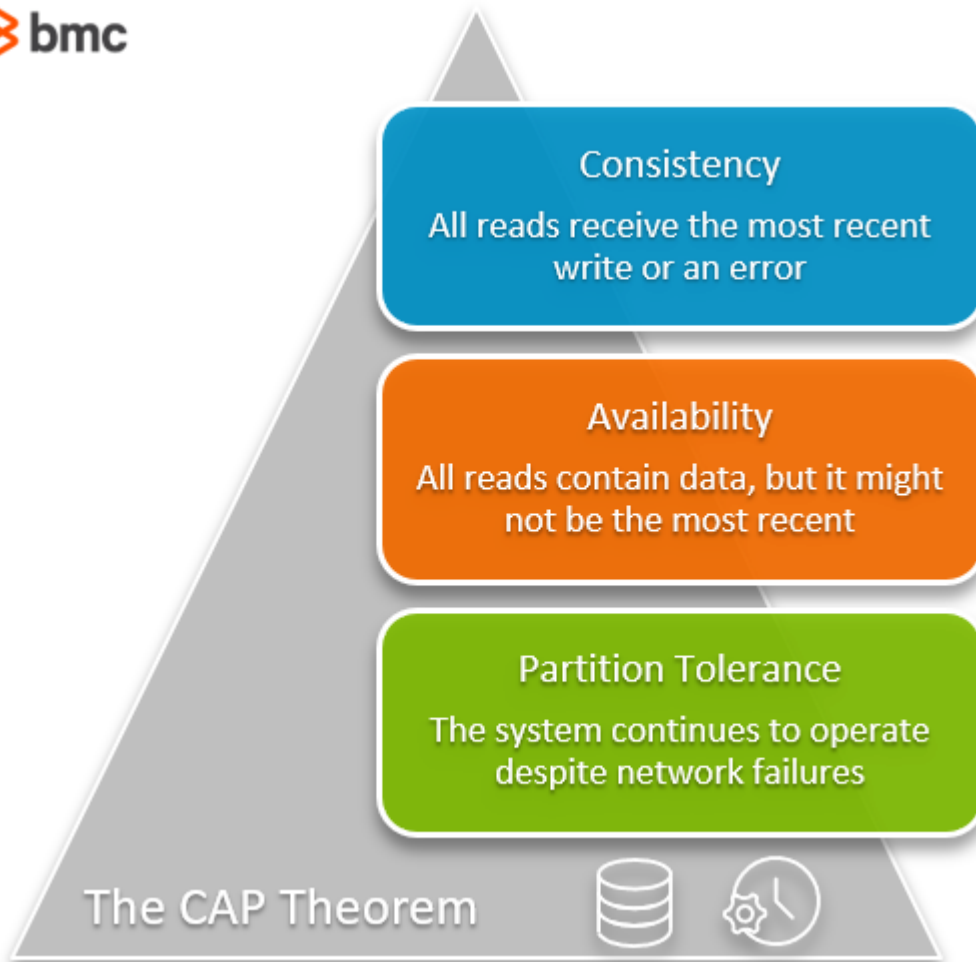 bmc
Consistency
All reads receive the most recent
write or an error
Availability
All reads contain data, but it might
not be the most recent
Partition Tolerance
The system continues to operate
despite network failures
The CAP Theorem